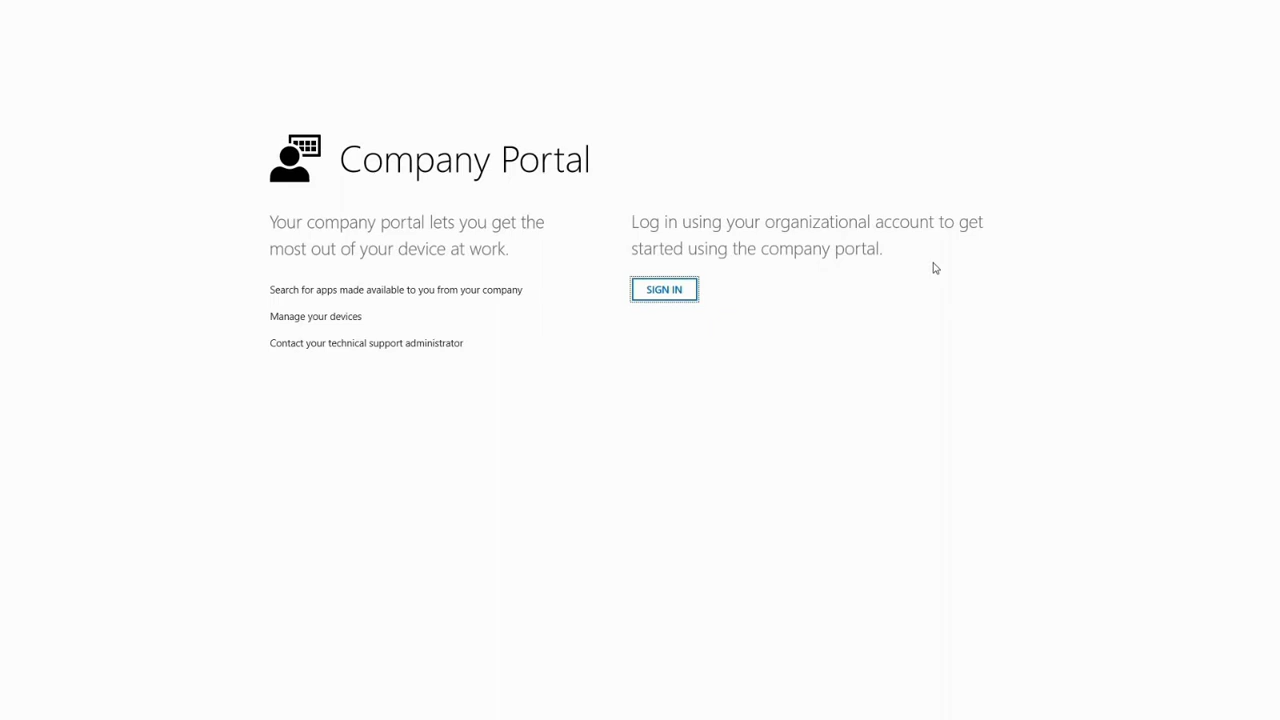 Company Portal
Your company portal lets you get the
most out of your device at work.
Search for apps made available to you from your company
Manage your devices
Contact your technical support administrator
Log in using your organizational account to get
started using the company portal.
SIGN IN